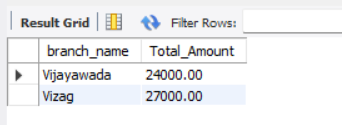 Result Grid Filter Rows:
branch_name Total_Amount
Vijayawada 24000.00
Vizag 27000.00